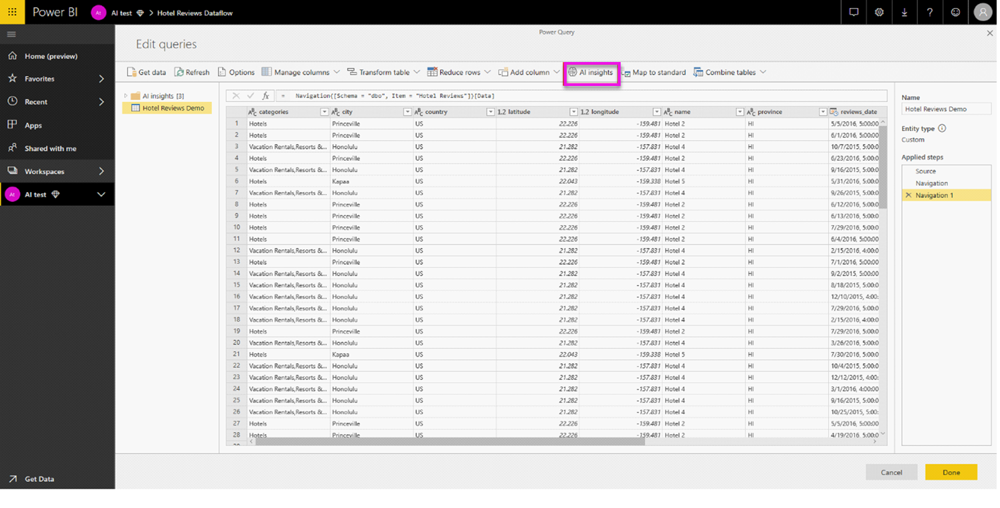 Power BI At AI test > Hotel Reviews Dataflow ?
Power Query
Edit queries
Home (preview)
Favorites
Recent
Apps
Shared with me
Workspaces
At AI test
Get Data
Get data Refresh Options Manage columns Transform table Reduce rows Add column AI insights Map to standard Combine tables
AI insights [3]
Hotel Reviews Demo
fx = Navigation{[Schema = "dbo", Item = "Hotel Reviews"]}[Data]
ABC categories ABC city ABC country 1.2 latitude 1.2 longitude ABC name ABC province reviews_date
1 Hotels Princeville US 22.226 -159.481 Hotel 2 HI 5/5/2016, 5:00:00
2 Hotels Princeville US 22.226 -159.481 Hotel 2 HI 6/1/2016, 5:00:00
3 Vacation Rentals,Resorts &... Honolulu US 21.282 -157.831 Hotel 4 HI 10/7/2015, 5:00:0
4 Hotels Princeville US 22.226 -159.481 Hotel 2 HI 6/23/2016, 5:00:0
5 Vacation Rentals,Resorts &... Honolulu US 21.282 -157.831 Hotel 4 HI 9/16/2015, 5:00:0
6 Hotels Kapaa US 22.043 -159.338 Hotel 5 HI 5/31/2016, 5:00:0
7 Vacation Rentals,Resorts &... Honolulu US 21.282 -157.831 Hotel 4 HI 9/26/2015, 5:00:0
8 Hotels Princeville US 22.226 -159.481 Hotel 2 HI 6/12/2016, 5:00:0
9 Hotels Princeville US 22.226 -159.481 Hotel 2 HI 6/13/2016, 5:00:0
10 Hotels Princeville US 22.226 -159.481 Hotel 2 HI 7/29/2016, 5:00:0
11 Hotels Princeville US 22.226 -159.481 Hotel 2 HI 6/4/2016, 5:00:00
12 Vacation Rentals,Resorts &... Honolulu US 21.282 -157.831 Hotel 4 HI 2/15/2016, 4:00:0
13 Hotels Princeville US 22.226 -159.481 Hotel 2 HI 7/1/2016, 5:00:00
14 Vacation Rentals,Resorts &... Honolulu US 21.282 -157.831 Hotel 4 HI 9/2/2015, 5:00:00
15 Vacation Rentals,Resorts &... Honolulu US 21.282 -157.831 Hotel 4 HI 8/18/2015, 5:00:0
16 Vacation Rentals,Resorts &... Honolulu US 21.282 -157.831 Hotel 4 HI 12/10/2015, 4:00:
17 Vacation Rentals,Resorts &... Honolulu US 21.282 -157.831 Hotel 4 HI 7/29/2016, 5:00:0
18 Vacation Rentals,Resorts &... Honolulu US 21.282 -157.831 Hotel 4 HI 2/15/2016, 4:00:0
19 Hotels Princeville US 22.226 -159.481 Hotel 2 HI 7/29/2016, 5:00:0
20 Vacation Rentals,Resorts &... Honolulu US 21.282 -157.831 Hotel 4 HI 3/26/2016, 5:00:0
21 Hotels Kapaa US 22.043 -159.338 Hotel 5 HI 7/30/2016, 5:00:0
22 Vacation Rentals,Resorts &... Honolulu US 21.282 -157.831 Hotel 4 HI 10/4/2015, 5:00:0
23 Vacation Rentals,Resorts &... Honolulu US 21.282 -157.831 Hotel 4 HI 12/12/2015, 4:00:
24 Vacation Rentals,Resorts &... Honolulu US 21.282 -157.831 Hotel 4 HI 3/1/2016, 4:00:00
25 Vacation Rentals,Resorts &... Honolulu US 21.282 -157.831 Hotel 4 HI 9/16/2015, 5:00:0
26 Vacation Rentals,Resorts &... Honolulu US 21.282 -157.831 Hotel 4 HI 10/25/2015, 5:00:
27 Hotels Princeville US 22.226 -159.481 Hotel 2 HI 5/5/2016, 5:00:00
28 Hotels Princeville US 22.226 -159.481 Hotel 2 HI 4/19/2016, 5:00:0
Name
Hotel Reviews Demo
Entity type
Custom
Applied steps
Source
Navigation
Navigation 1
Cancel Done